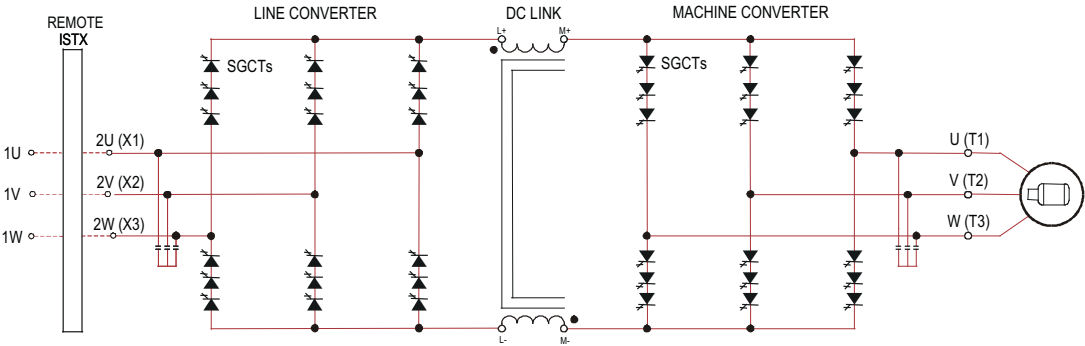 REMOTE
ISTX
LINE CONVERTER
DC LINK
MACHINE CONVERTER
L+
M+
SGCTs
SGCTs
1U
2U (X1)
U (T1)
1V
2V (X2)
V (T2)
1W
2W (X3)
W (T3)
L-
M-